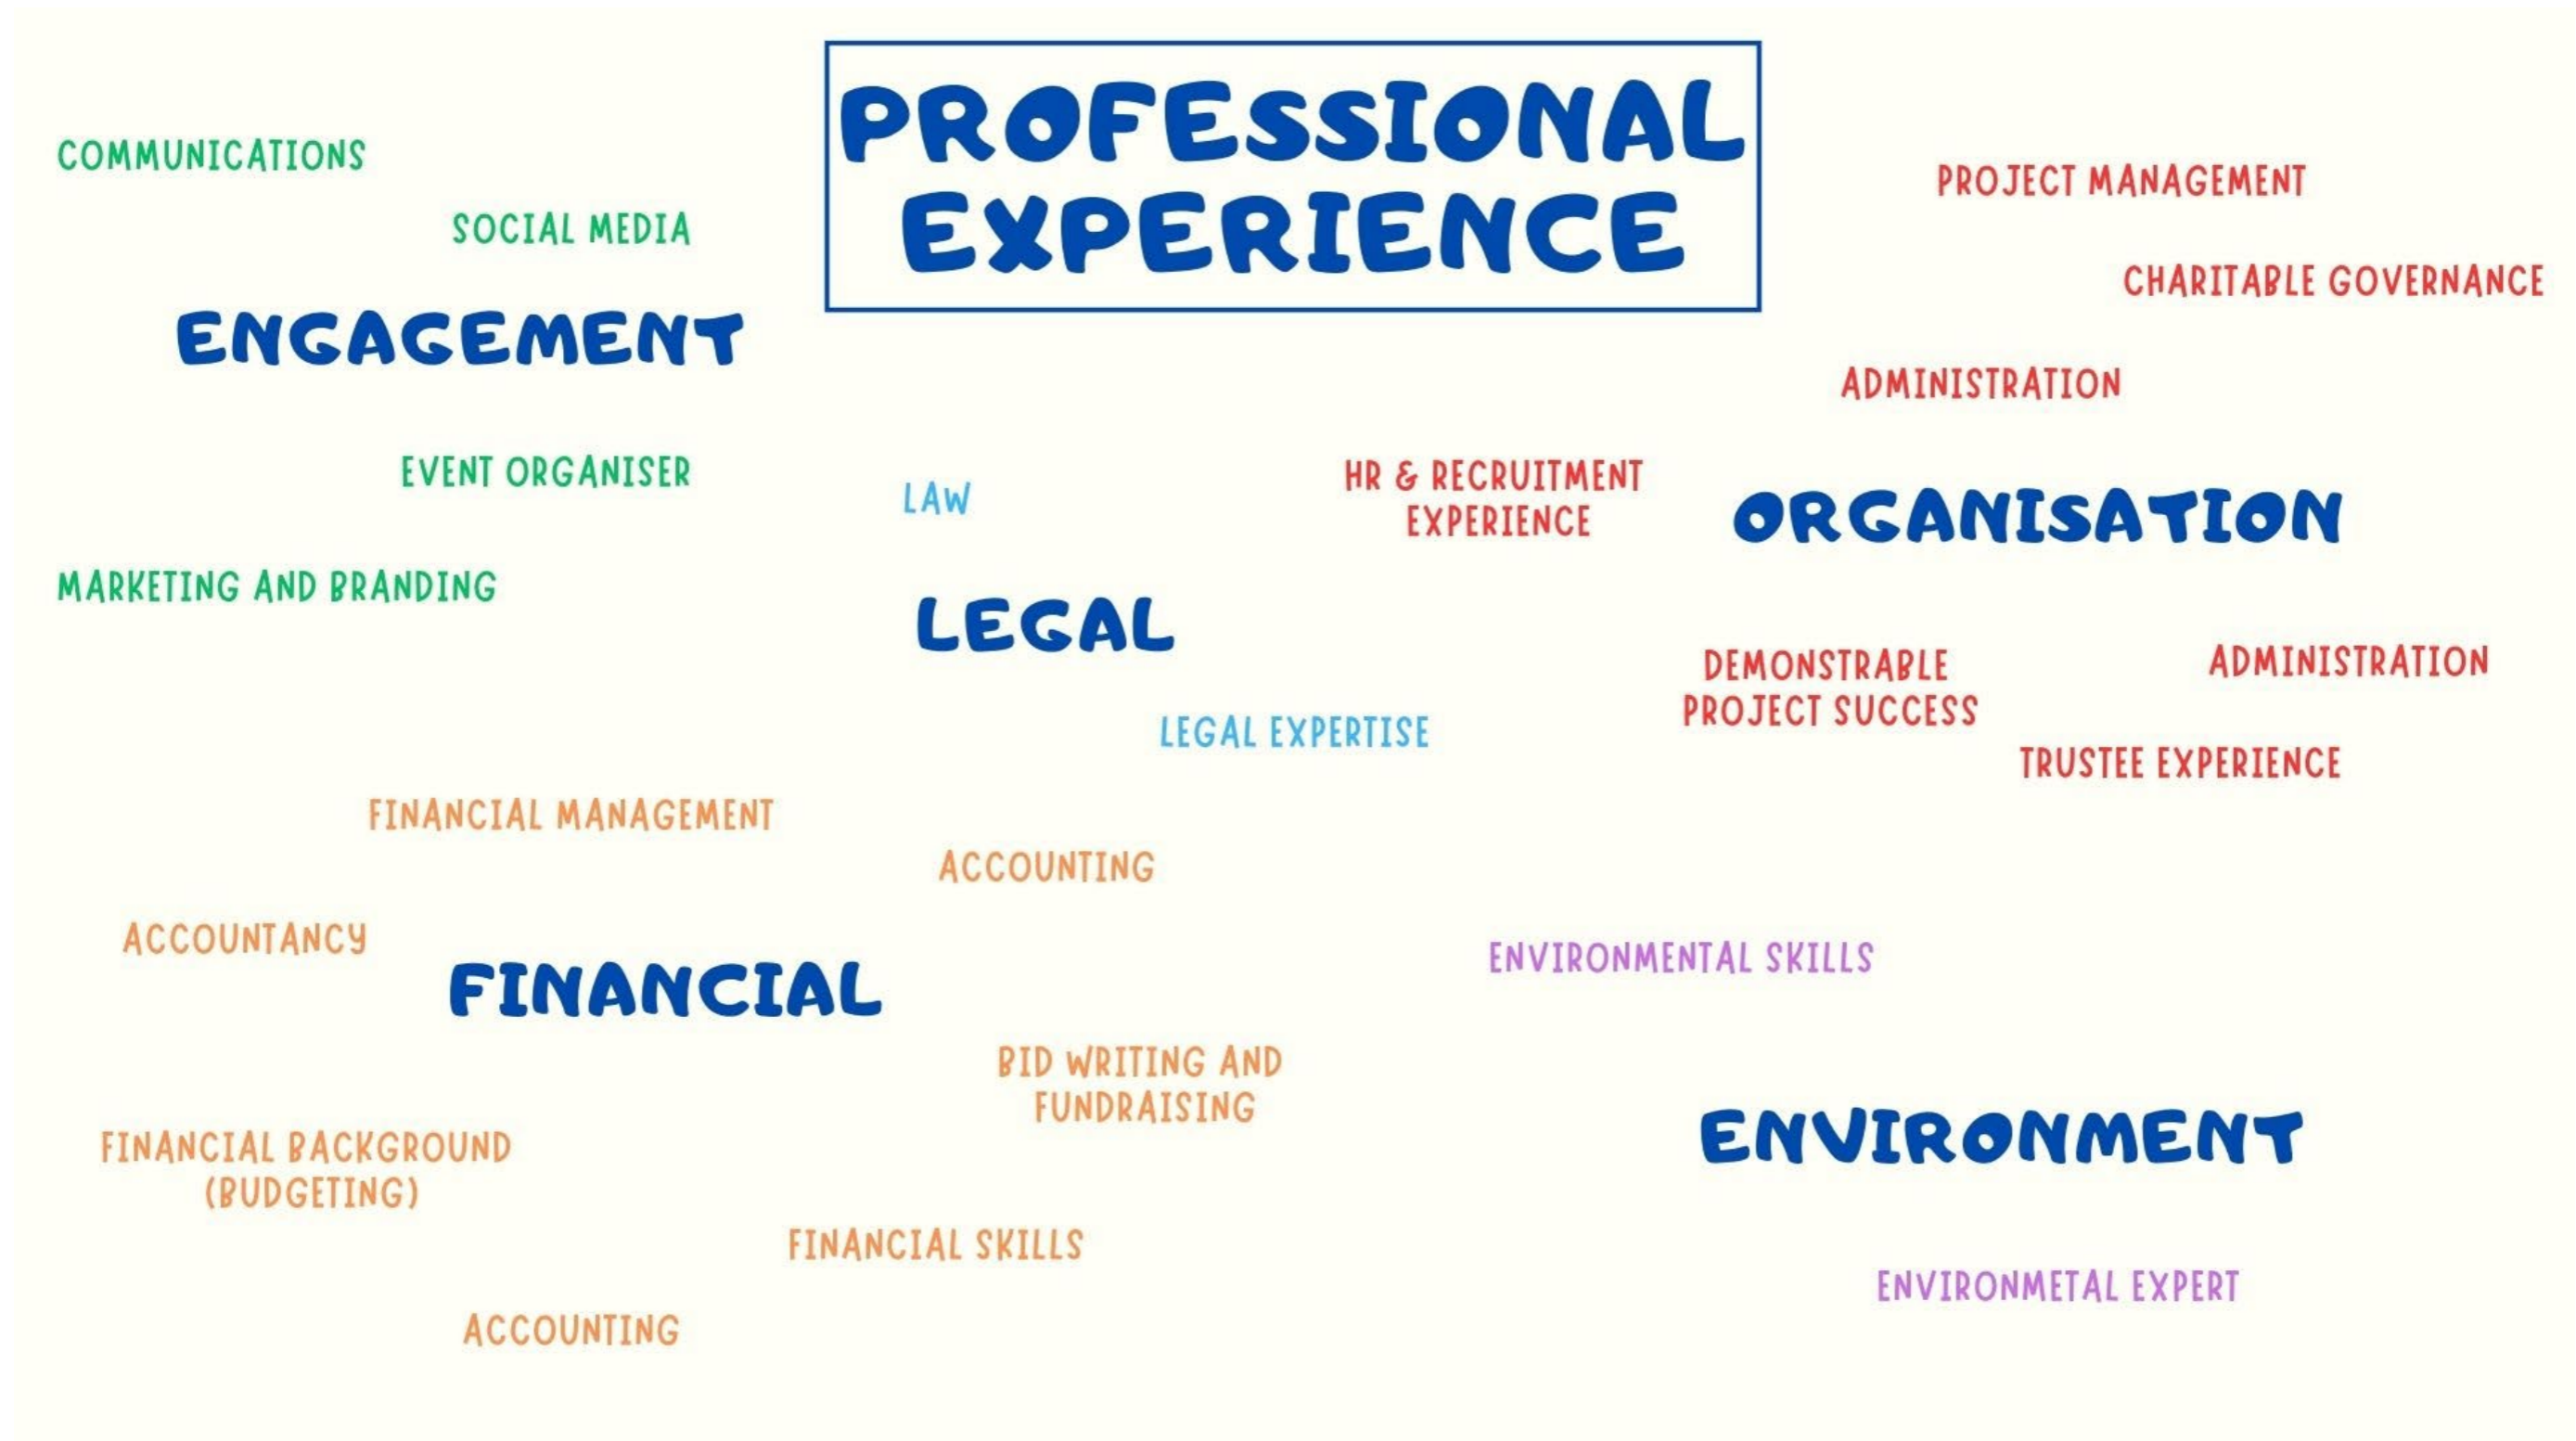 PROFESSIONAL
EXPERIENCE
COMMUNICATIONS
SOCIAL MEDIA
ENGAGEMENT
EVENT ORGANISER
MARKETING AND BRANDING
LAW
LEGAL
LEGAL EXPERTISE
PROJECT MANAGEMENT
CHARITABLE GOVERNANCE
ADMINISTRATION
HR & RECRUITMENT
EXPERIENCE
ORGANISATION
DEMONSTRABLE
PROJECT SUCCESS
ADMINISTRATION
TRUSTEE EXPERIENCE
FINANCIAL MANAGEMENT
ACCOUNTING
ACCOUNTANCY
FINANCIAL
BID WRITING AND
FUNDRAISING
FINANCIAL BACKGROUND
(BUDGETING)
FINANCIAL SKILLS
ACCOUNTING
ENVIRONMENTAL SKILLS
ENVIRONMENT
ENVIRONMETAL EXPERT